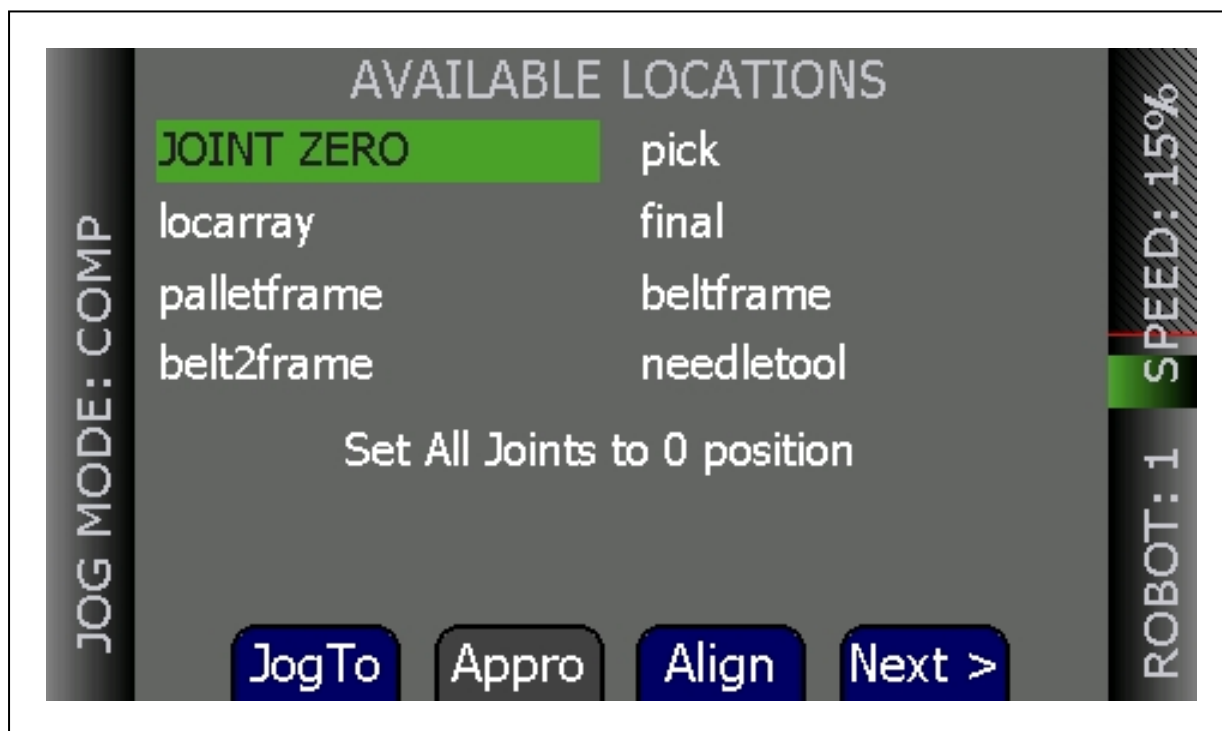 AVAILABLE LOCATIONS
JOINT ZERO
pick
locarray
final
palletframe
beltframe
belt2frame
needletool
Set All Joints to 0 position
JogTo
Appro
Align
Next >
JOG MODE: COMP
SPEED: 15%
ROBOT: 1